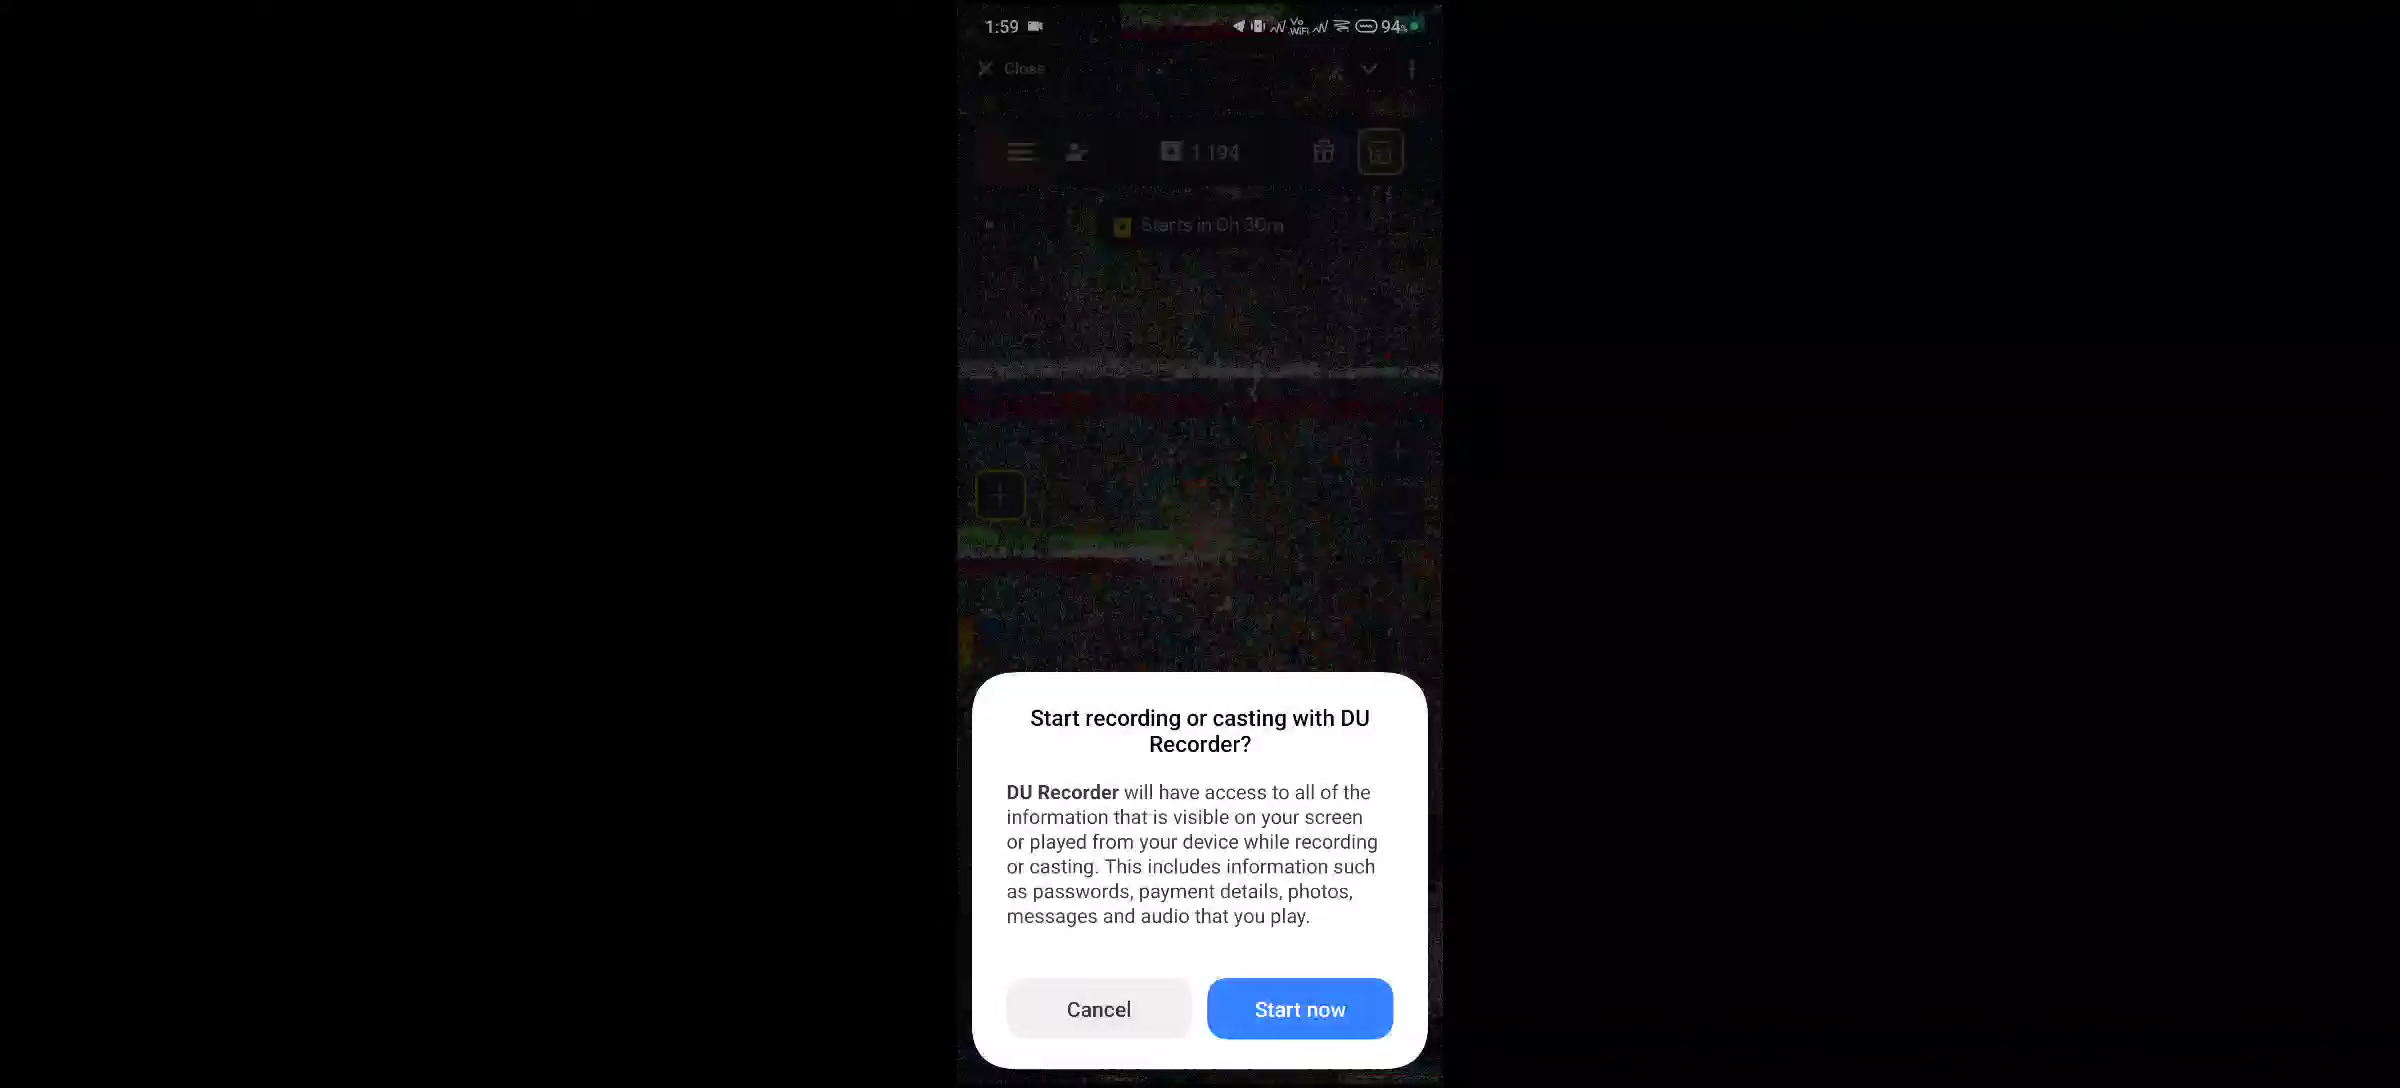 1:59
Vo
WiFi
94%
Close
1 194
Starts in 0h 30m
Start recording or casting with DU
Recorder?
DU Recorder will have access to all of the
information that is visible on your screen
or played from your device while recording
or casting. This includes information such
as passwords, payment details, photos,
messages and audio that you play.
Cancel
Start now